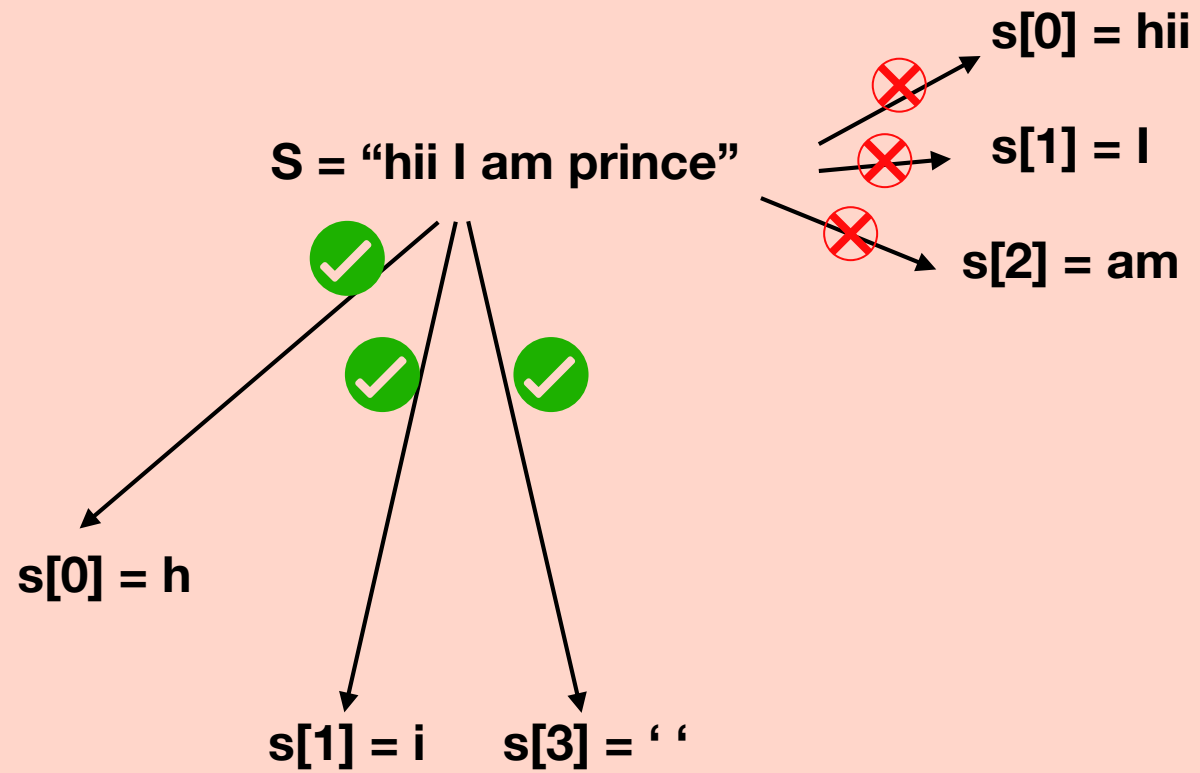 s[0] = hii
S = “hii I am prince”
s[1] = I
s[2] = am
s[0] = h
s[1] = i
s[3] = ‘ ‘